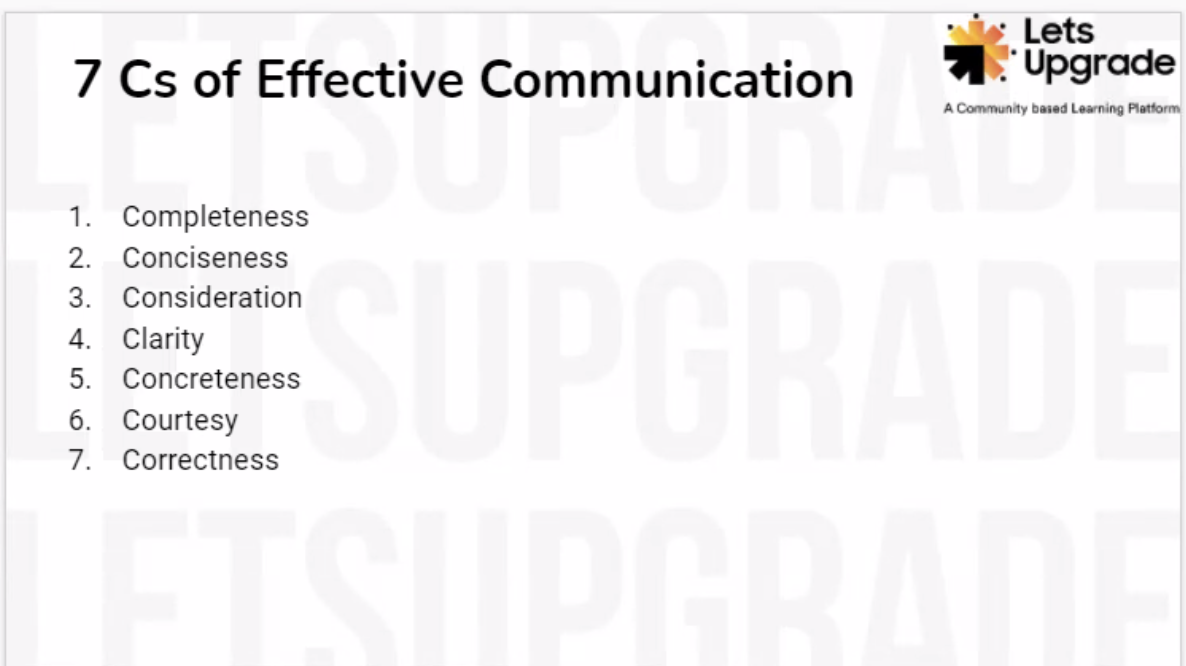 7 Cs of Effective Communication
Lets
Upgrade
A Community based Learning Platform
1. Completeness
2. Conciseness
3. Consideration
4. Clarity
5. Concreteness
6. Courtesy
7. Correctness
LETSUPGRADE
LETSUPGRADE
LETSUPGRADE